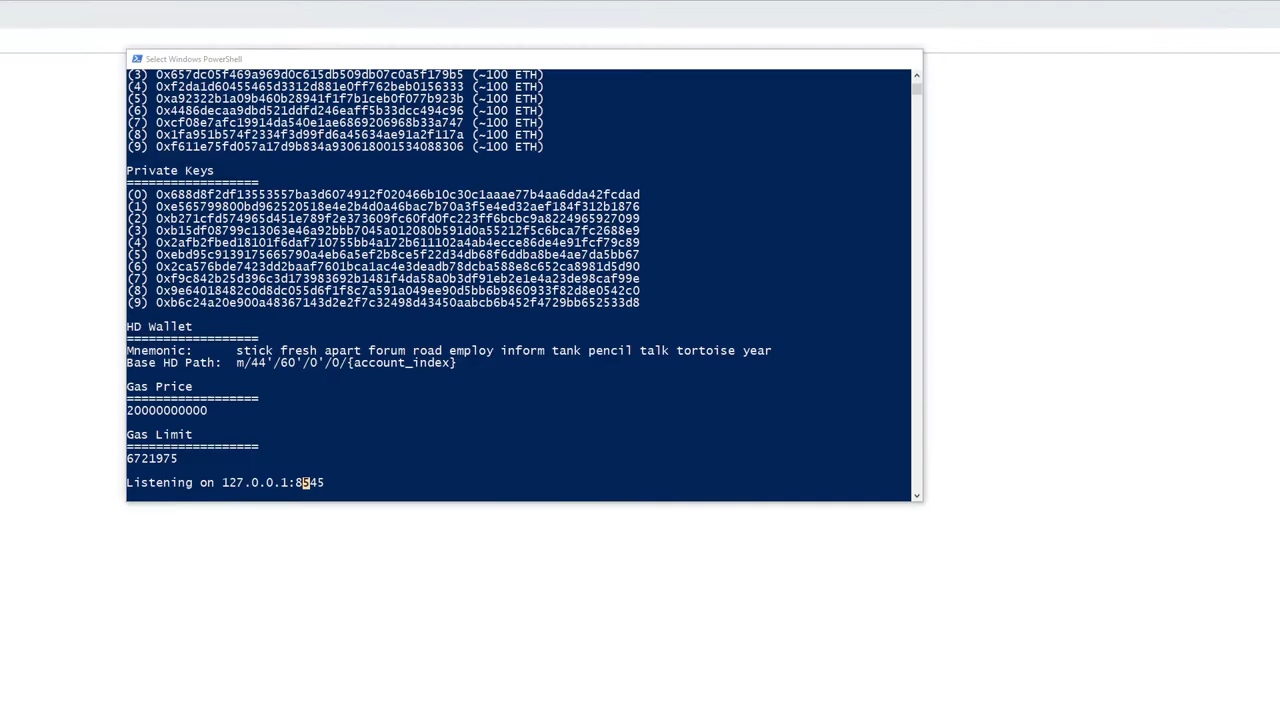 Select Windows PowerShell
(3) 0x657dc05f469a969d0c615db509db07c0a5f179b5 (~100 ETH)
(4) 0xf2da1d60455465d3312d881e0ff762beb0156333 (~100 ETH)
(5) 0xa92322b1a09b460b28941f1f7b1ceb0f077b923b (~100 ETH)
(6) 0x4486decaa9dbd521ddfd246eaff5b33dcc494c96 (~100 ETH)
(7) 0xcf08e7afc19914da540e1ae6869206968b33a747 (~100 ETH)
(8) 0x1fa951b574f2334f3d99fd6a45634ae91a2f117a (~100 ETH)
(9) 0xf611e75fd057a17d9b834a930618001534088306 (~100 ETH)
Private Keys
==================
(0) 0x688d8f2df13553557ba3d6074912f020466b10c30c1aaae77b4aa6dda42fcdad
(1) 0xe565799800bd962520518e4e2b4d0a46bac7b70a3f5e4ed32aef184f312b1876
(2) 0xb271cfd574965d451e789f2e373609fc60fd0fc223ff6bcbc9a8224965927099
(3) 0xb15df08799c13063e46a92bbb7045a012080b591d0a55212f5c6bca7fc2688e9
(4) 0x2afb2fbed18101f6daf710755bb4a172b611102a4ab4ecce86de4e91fcf79c89
(5) 0xebd95c9139175665790a4eb6a5ef2b8ce5f22d34db68f6ddba8be4ae7da5bb67
(6) 0x2ca576bde7423dd2baaf7601bca1ac4e3deadb78dcba588e8c652ca8981d5d90
(7) 0xf9c842b25d396c3d173983692b1481f4da58a0b3df91eb2e1e4a23de98caf99e
(8) 0x9e64018482c0d8dc055d6f1f8c7a591a049ee90d5bb6b9860933f82d8e0542c0
(9) 0xb6c24a20e900a48367143d2e2f7c32498d43450aabcb6b452f4729bb652533d8
HD Wallet
==================
Mnemonic:      stick fresh apart forum road employ inform tank pencil talk tortoise year
Base HD Path:  m/44'/60'/0'/0/{account_index}
Gas Price
==================
20000000000
Gas Limit
==================
6721975
Listening on 127.0.0.1:8545